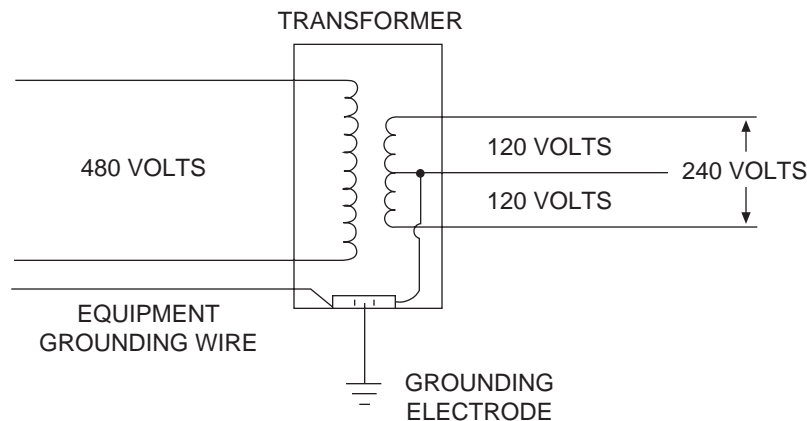 TRANSFORMER
480 VOLTS
120 VOLTS
240 VOLTS
120 VOLTS
EQUIPMENT
GROUNDING WIRE
GROUNDING
ELECTRODE